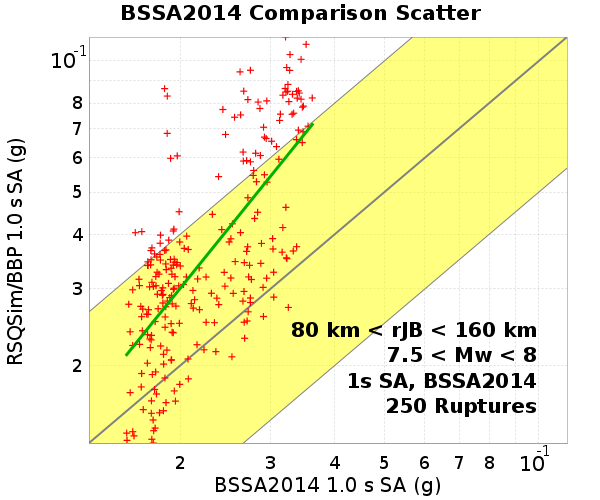 BSSA2014 Comparison Scatter
RSQSim/BBP 1.0 s SA (g)
10⁻¹
8
7
6
5
4
3
2
80 km < rJB < 160 km
7.5 < Mw < 8
1s SA, BSSA2014
250 Ruptures
2 3 4 5 6 7 8 10⁻¹
BSSA2014 1.0 s SA (g)